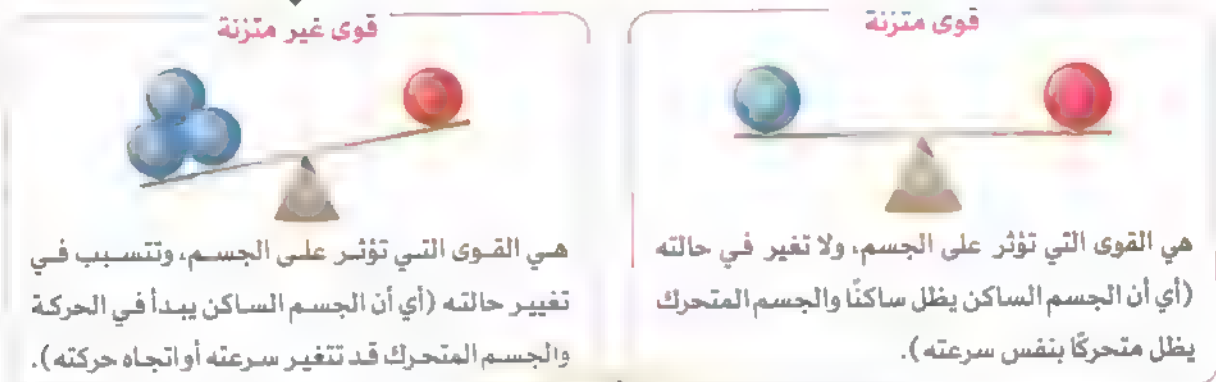 قوى متزنة
هي القوى التي تؤثر على الجسم، ولا تغير في حالته
(أي أن الجسم الساكن يظل ساكنًا والجسم المتحرك
يظل متحركًا بنفس سرعته).
قوى غير متزنة
هي القوى التي تؤثر على الجسم، وتتسبب في
تغيير حالته (أي أن الجسم الساكن يبدأ في الحركة
والجسم المتحرك قد تتغير سرعته أو اتجاه حركته).